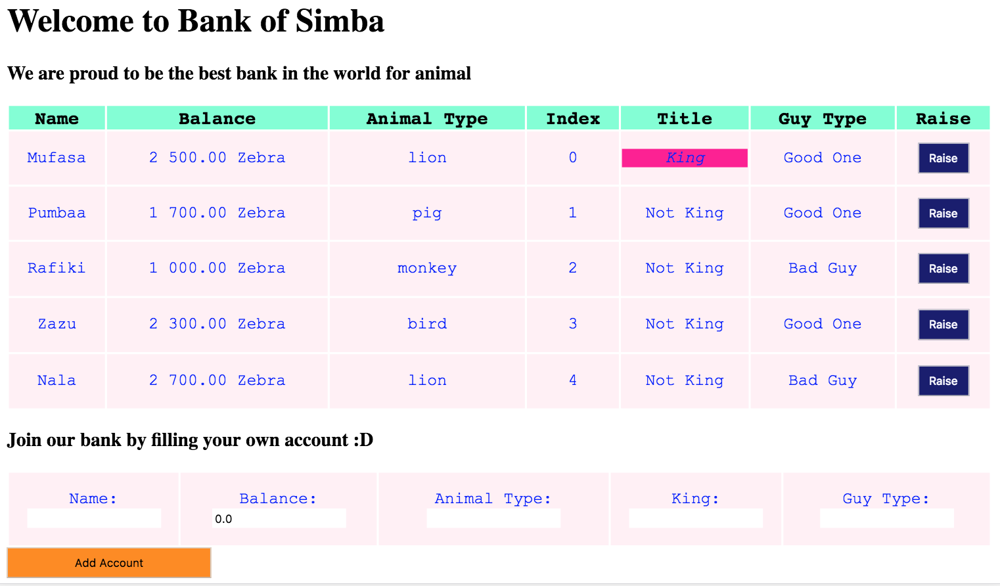 Welcome to Bank of Simba
We are proud to be the best bank in the world for animal
Name Balance Animal Type Index Title Guy Type Raise
Mufasa 2 500.00 Zebra lion 0 King Good One Raise
Pumbaa 1 700.00 Zebra pig 1 Not King Good One Raise
Rafiki 1 000.00 Zebra monkey 2 Not King Bad Guy Raise
Zazu 2 300.00 Zebra bird 3 Not King Good One Raise
Nala 2 700.00 Zebra lion 4 Not King Bad Guy Raise
Join our bank by filling your own account :D
Name: Balance: Animal Type: King: Guy Type:
0.0
Add Account